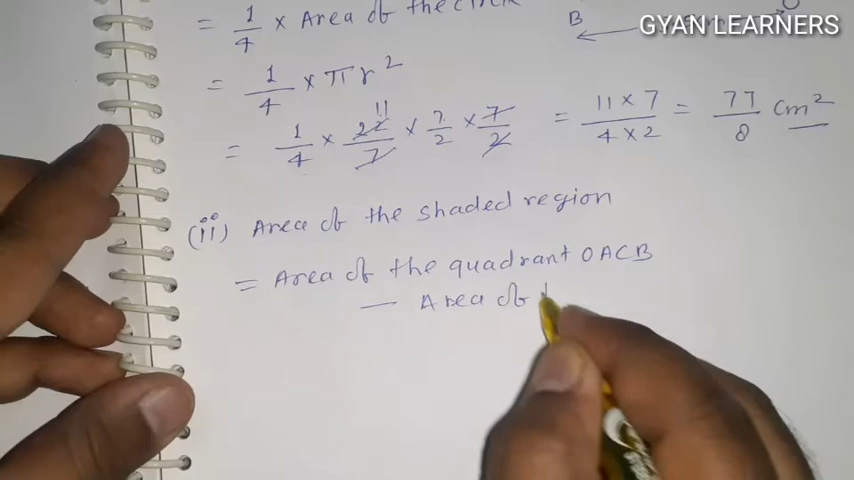 = 1/4 × Area of the circle
B
GYAN LEARNERS
= 1/4 × πr²
= 1/4 × 22/7 × 7/2 × 7/2 = 11 × 7 / 4 × 2 = 77/8 cm²
11
(ii) Area of the shaded region
= Area of the quadrant OACB
— Area of